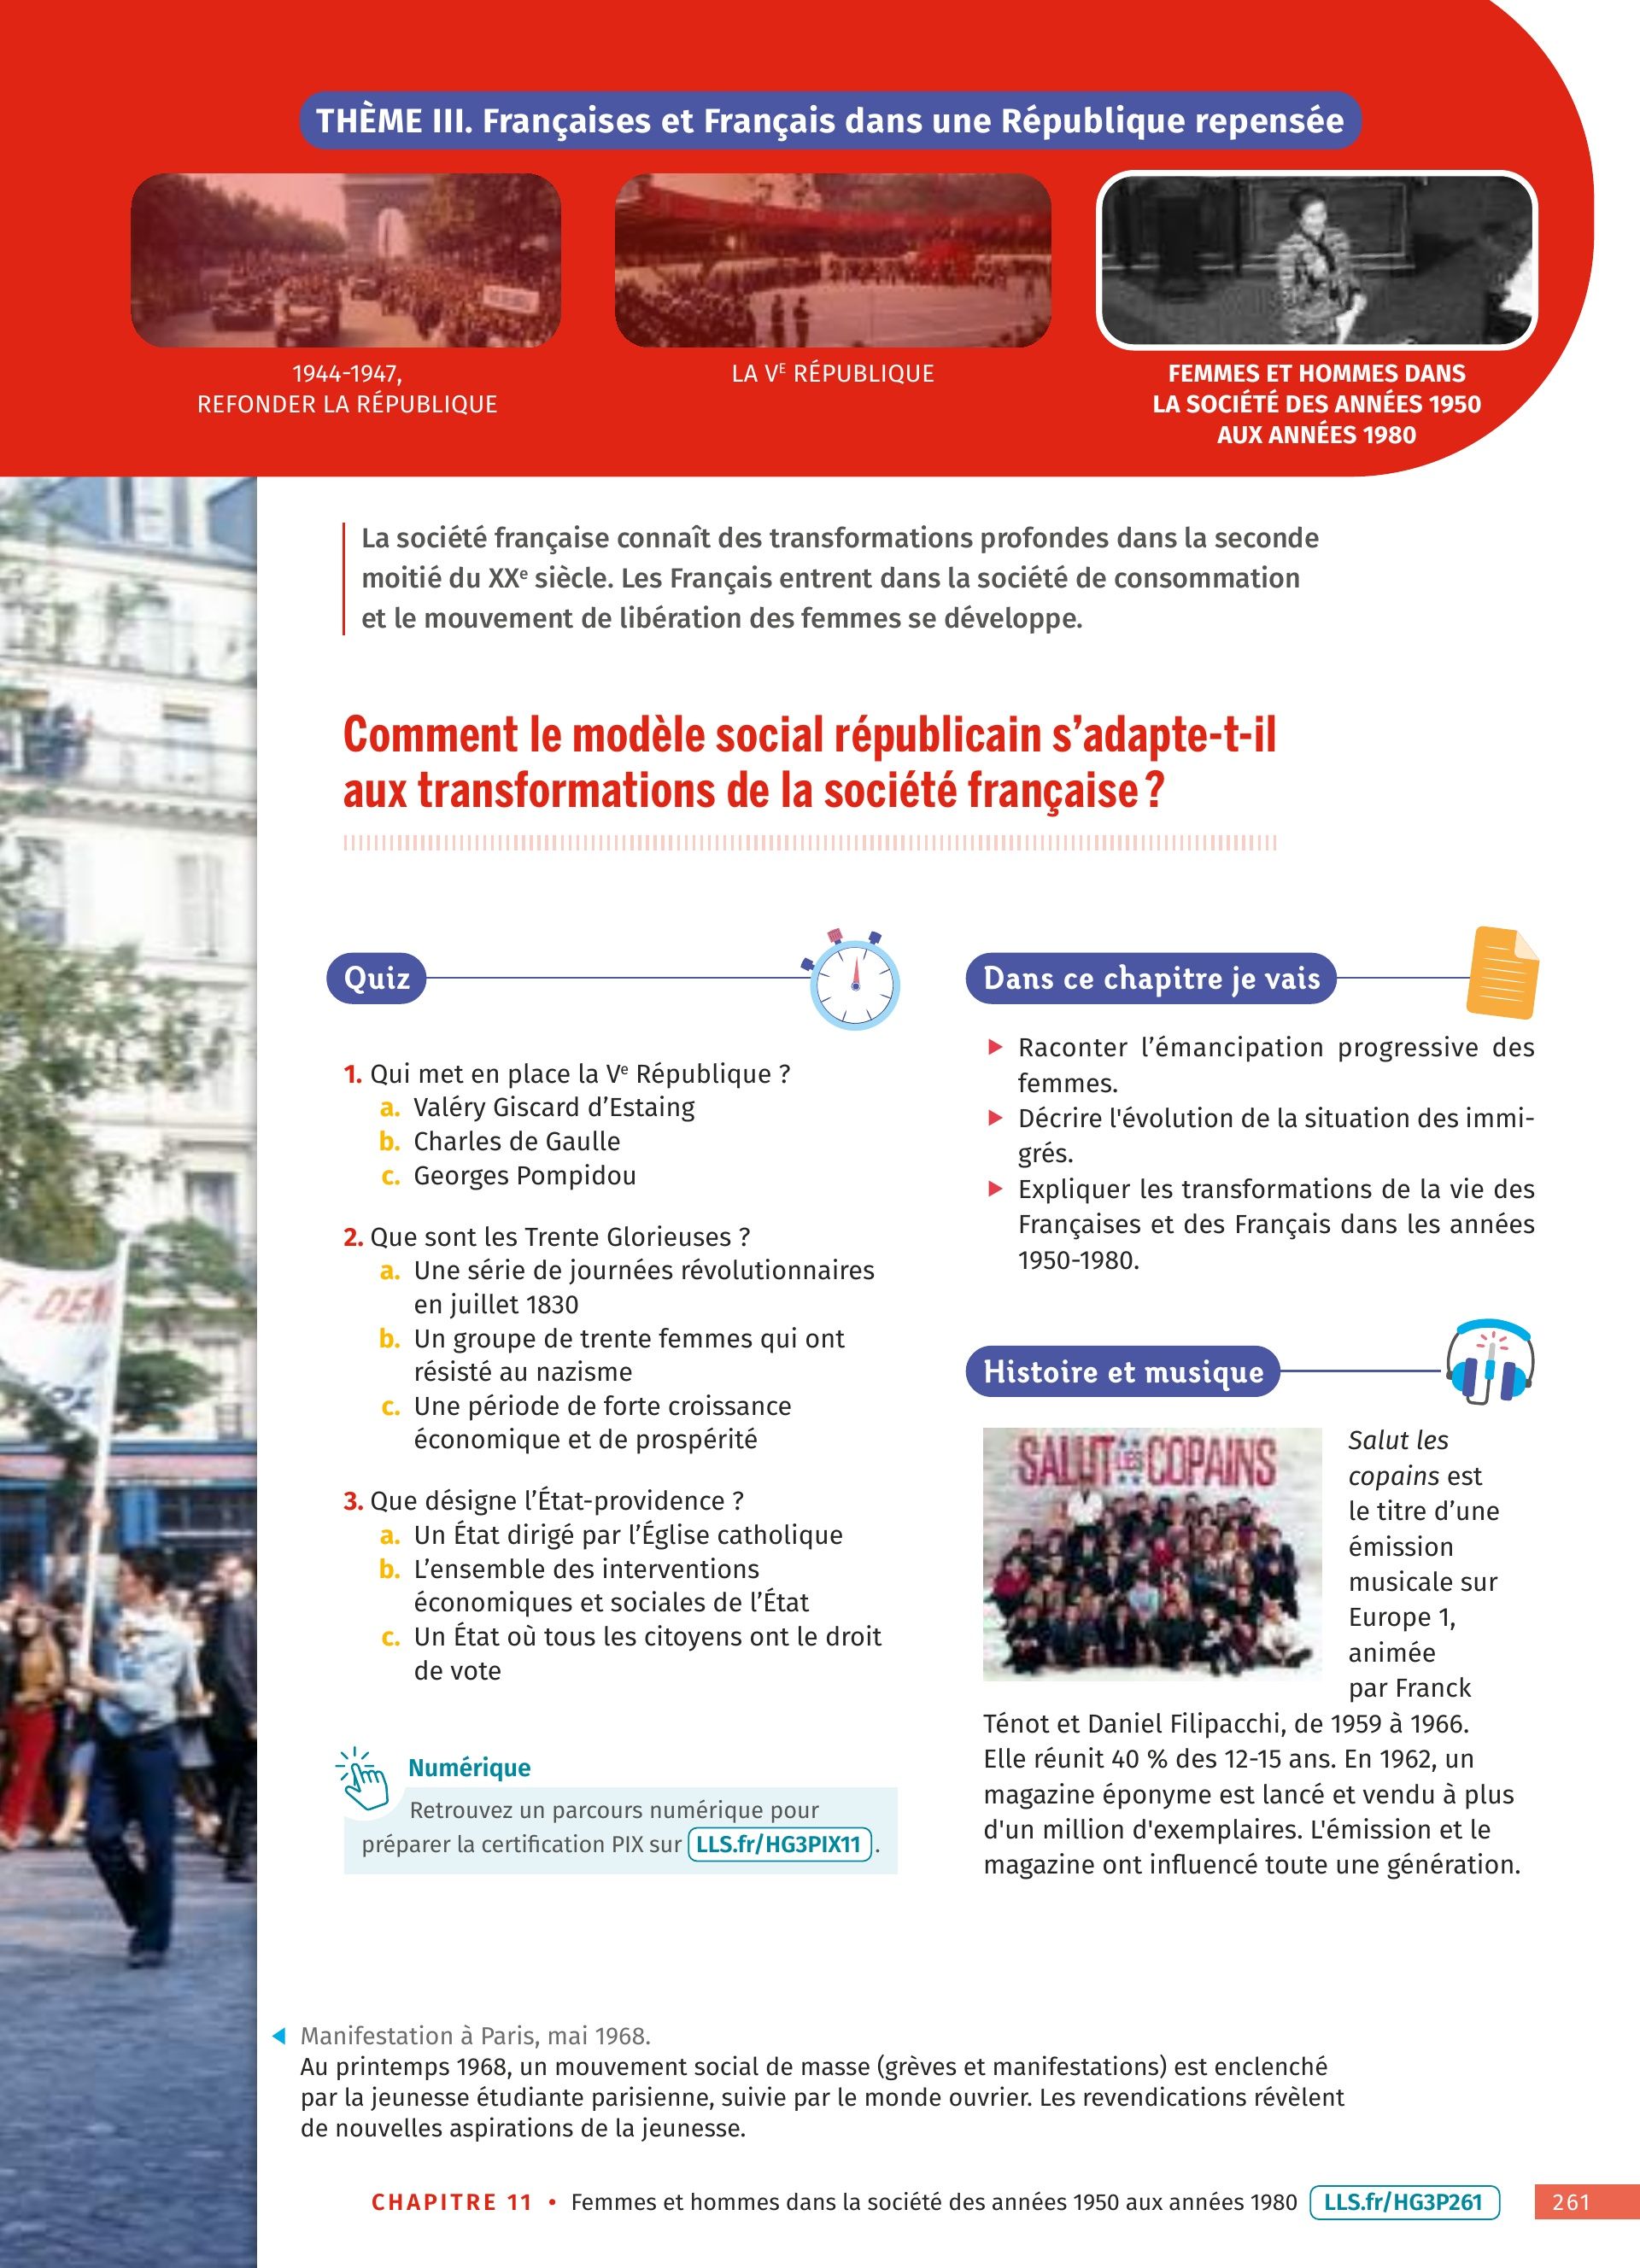 THÈME III. Françaises et Français dans une République repensée
1944-1947,
REFONDER LA RÉPUBLIQUE
LA VE RÉPUBLIQUE
FEMMES ET HOMMES DANS
LA SOCIÉTÉ DES ANNÉES 1950
AUX ANNÉES 1980
La société française connaît des transformations profondes dans la seconde
moitié du XXe siècle. Les Français entrent dans la société de consommation
et le mouvement de libération des femmes se développe.
Comment le modèle social républicain s'adapte-t-il
aux transformations de la société française ?
Quiz
1. Qui met en place la Ve République ?
a. Valéry Giscard d'Estaing
b. Charles de Gaulle
c. Georges Pompidou
2. Que sont les Trente Glorieuses ?
a. Une série de journées révolutionnaires
en juillet 1830
b. Un groupe de trente femmes qui ont
résisté au nazisme
c. Une période de forte croissance
économique et de prospérité
3. Que désigne l'État-providence ?
a. Un État dirigé par l'Église catholique
b. L'ensemble des interventions
économiques et sociales de l'État
c. Un État où tous les citoyens ont le droit
de vote
Numérique
Retrouvez un parcours numérique pour
préparer la certification PIX sur LLS.fr/HG3PIX11 .
Dans ce chapitre je vais
Raconter l'émancipation progressive des
femmes.
Décrire l'évolution de la situation des immi-
grés.
Expliquer les transformations de la vie des
Françaises et des Français dans les années
1950-1980.
Histoire et musique
SALUT LES COPAINS
Salut les
copains est
le titre d'une
émission
musicale sur
Europe 1,
animée
par Franck
Ténot et Daniel Filipacchi, de 1959 à 1966.
Elle réunit 40 % des 12-15 ans. En 1962, un
magazine éponyme est lancé et vendu à plus
d'un million d'exemplaires. L'émission et le
magazine ont influencé toute une génération.
T-DEM
Manifestation à Paris, mai 1968.
Au printemps 1968, un mouvement social de masse (grèves et manifestations) est enclenché
par la jeunesse étudiante parisienne, suivie par le monde ouvrier. Les revendications révèlent
de nouvelles aspirations de la jeunesse.
CHAPITRE 11 • Femmes et hommes dans la société des années 1950 aux années 1980 LLS.fr/HG3P261 261